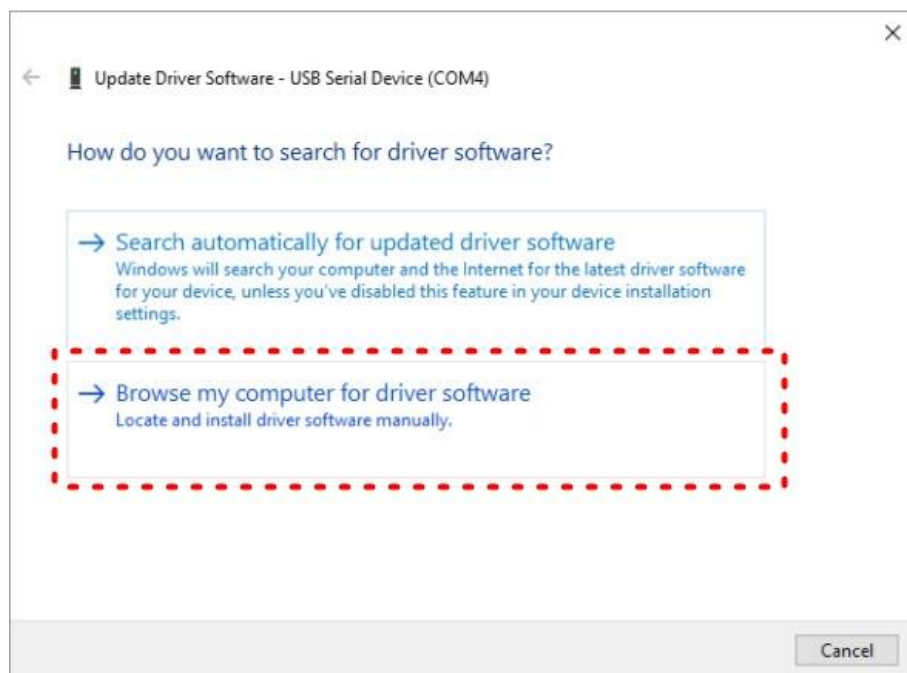 Update Driver Software - USB Serial Device (COM4)
How do you want to search for driver software?
Search automatically for updated driver software
Windows will search your computer and the Internet for the latest driver software
for your device, unless you've disabled this feature in your device installation
settings.
Browse my computer for driver software
Locate and install driver software manually.
Cancel